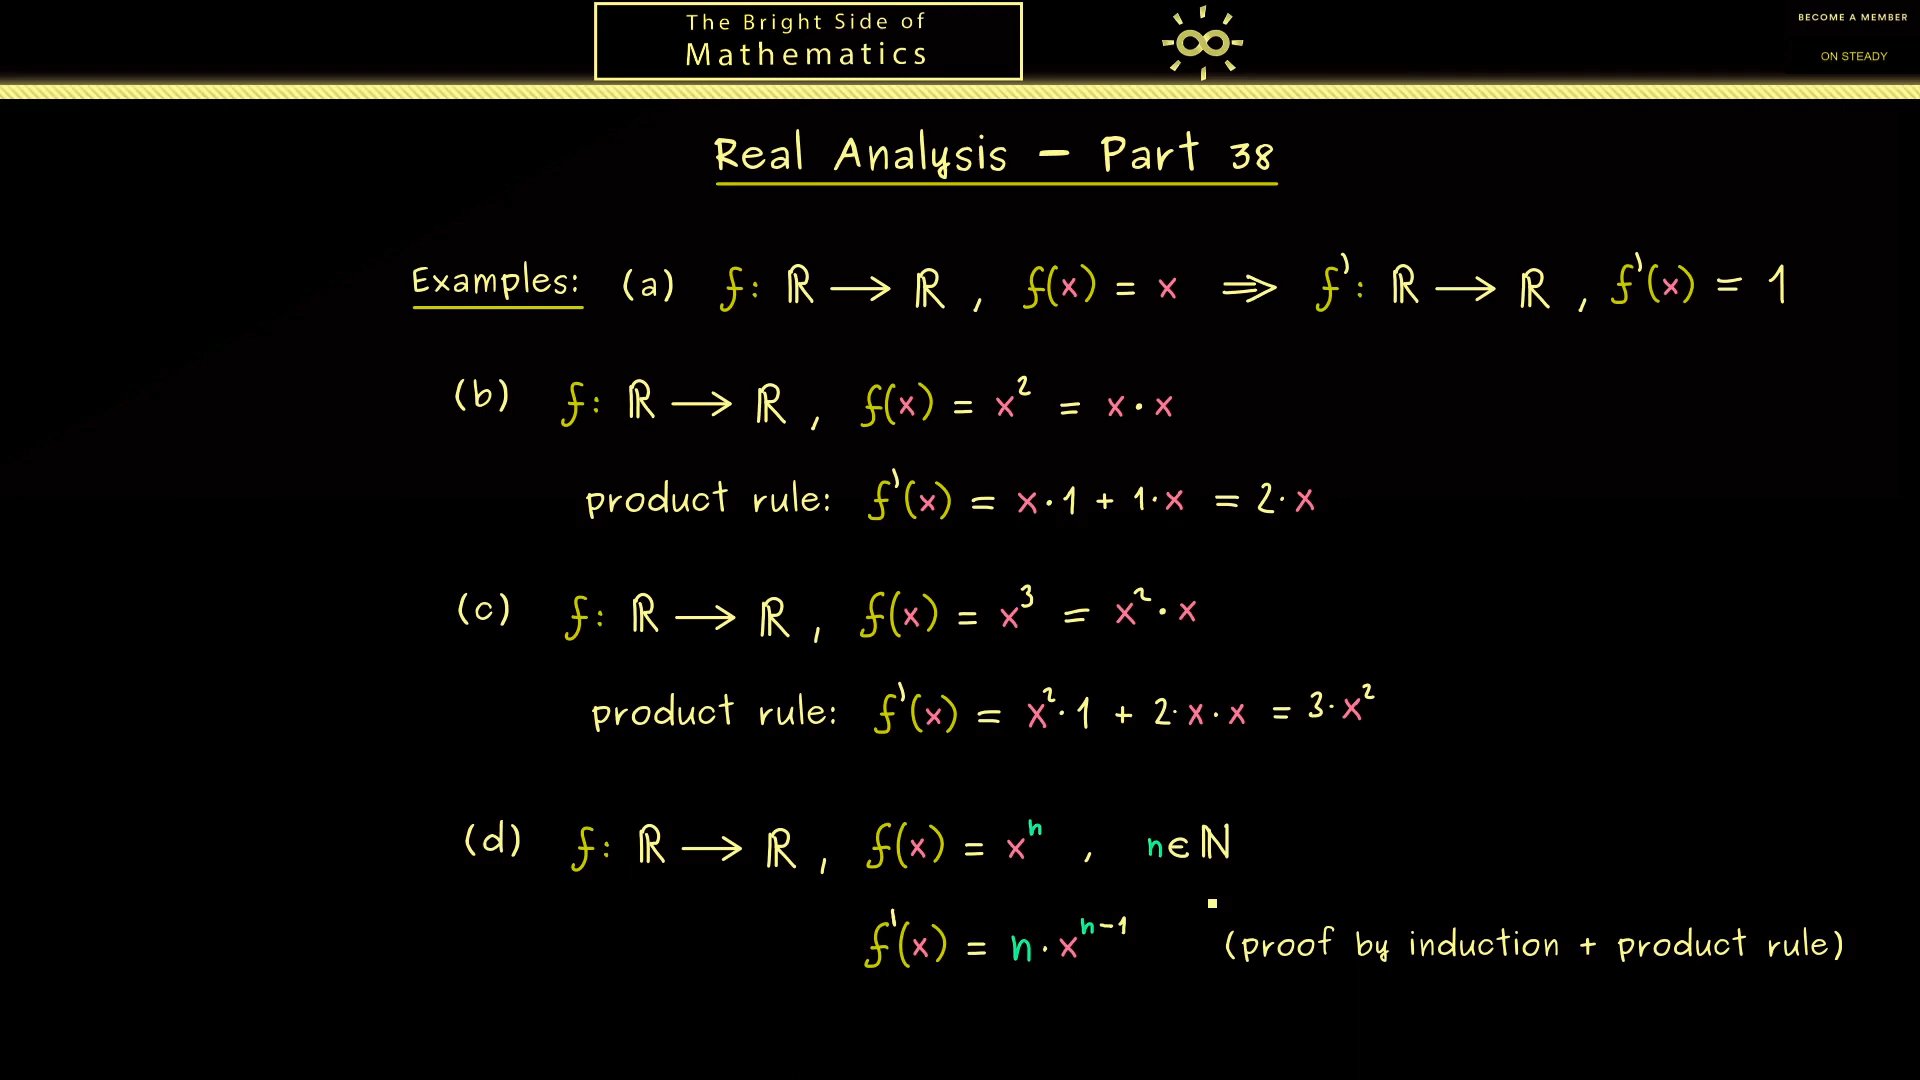 The Bright Side of
Mathematics
BECOME A MEMBER
ON STEADY
Real Analysis – Part 38
Examples: (a) f: ℝ ⟶ ℝ , f(x) = x ⟹ f': ℝ ⟶ ℝ , f'(x) = 1
(b) f: ℝ ⟶ ℝ , f(x) = x² = x·x
product rule: f'(x) = x·1 + 1·x = 2·x
(c) f: ℝ ⟶ ℝ , f(x) = x³ = x²·x
product rule: f'(x) = x²·1 + 2·x·x = 3·x²
(d) f: ℝ ⟶ ℝ , f(x) = xⁿ , n∈ℕ
f'(x) = n·xⁿ⁻¹ (proof by induction + product rule)